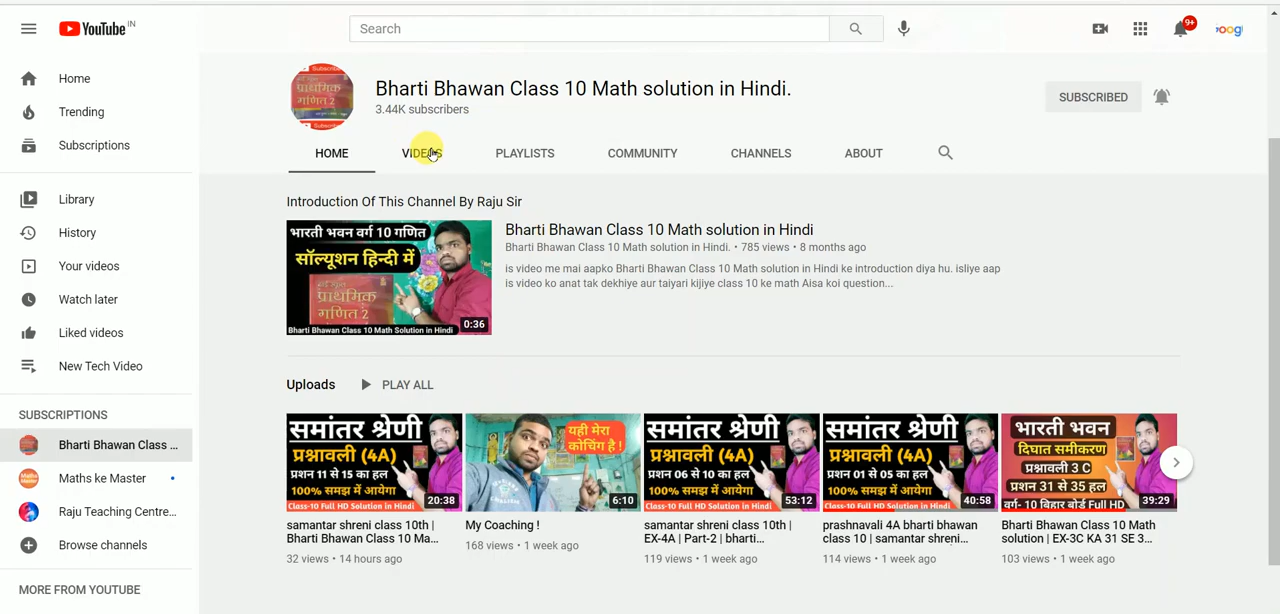 YouTube IN
Search
9+
Home
Trending
Subscriptions
Library
History
Your videos
Watch later
Liked videos
New Tech Video
SUBSCRIPTIONS
Bharti Bhawan Class ...
Maths ke Master
Raju Teaching Centre...
Browse channels
MORE FROM YOUTUBE
प्राथमिक
गणित 2
Bharti Bhawan Class 10 Math solution in Hindi.
3.44K subscribers
SUBSCRIBED
HOME VIDEOS PLAYLISTS COMMUNITY CHANNELS ABOUT
Introduction Of This Channel By Raju Sir
भारती भवन वर्ग 10 गणित
सॉल्यूशन हिन्दी में
प्राथमिक
गणित 2
Bharti Bhawan Class 10 Math Solution in Hindi
0:36
Bharti Bhawan Class 10 Math solution in Hindi
Bharti Bhawan Class 10 Math solution in Hindi. • 785 views • 8 months ago
is video me mai aapko Bharti Bhawan Class 10 Math solution in Hindi ke introduction diya hu. isliye aap
is video ko anat tak dekhiye aur taiyari kijiye class 10 ke math Aisa koi question...
Uploads PLAY ALL
समांतर श्रेणी
प्रश्नावली (4A)
प्रशन 11 से 15 का हल
100% समझ में आयेगा
Class-10 Full HD Solution in
20:38
samantar shreni class 10th |
Bharti Bhawan Class 10 Ma...
32 views • 14 hours ago
यही मेरा
कोचिंग है !
6:10
My Coaching !
168 views • 1 week ago
समांतर श्रेणी
प्रश्नावली (4A)
प्रशन 06 से 10 का हल
100% समझ में आयेगा
Class-10 Full HD Solution in
53:12
samantar shreni class 10th |
EX-4A | Part-2 | bharti...
119 views • 1 week ago
समांतर श्रेणी
प्रश्नावली (4A)
प्रशन 01 से 05 का हल
100% समझ में आयेगा
Class-10 Full HD Solution in
40:58
prashnavali 4A bharti bhawan
class 10 | samantar shreni...
114 views • 1 week ago
भारती भवन
दिघात समीकरण
प्रश्नावली 3 C
प्रशन 31 से 35 हल
वर्ग- 10 बिहार बोर्ड Full HD
39:29
Bharti Bhawan Class 10 Math
solution | EX-3C KA 31 SE 3...
103 views • 1 week ago